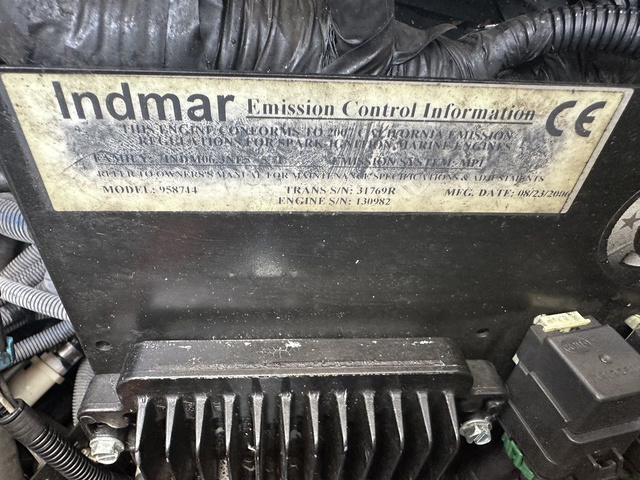 Indmar Emission Control Information CE
THIS ENGINE CONFORMS TO 2007 CALIFORNIA EMISSION
REGULATIONS FOR SPARK IGNITION MARINE ENGINES
FAMILY: EMISSION SYSTEM: MPI
REFER TO OWNERS MANUAL FOR MAINTENANCE SPECIFICATIONS & ADJUSTMENTS
MODEL: 958714 TRANS S/N: 31769R MFG. DATE: 08/23/2006
ENGINE S/N: 130982